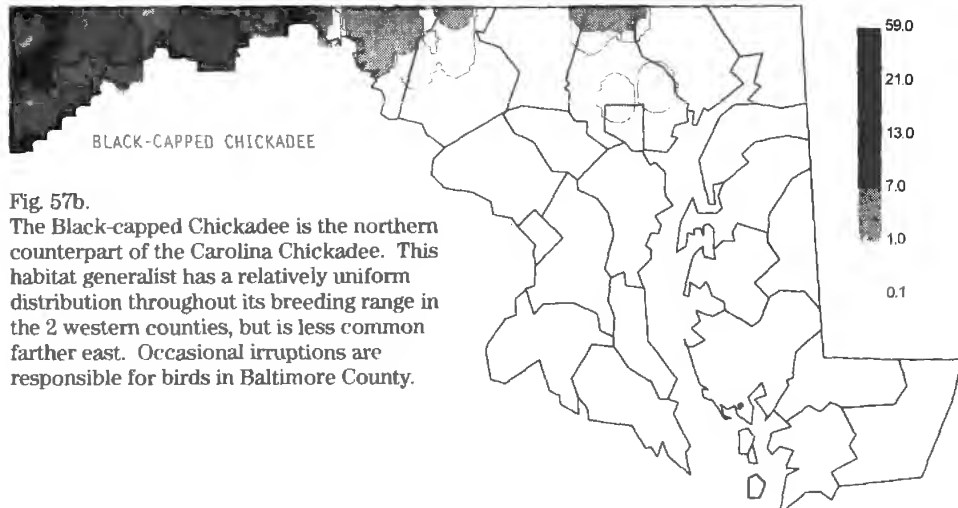 BLACK-CAPPED CHICKADEE
Fig. 57b.
The Black-capped Chickadee is the northern
counterpart of the Carolina Chickadee. This
habitat generalist has a relatively uniform
distribution throughout its breeding range in
the 2 western counties, but is less common
farther east. Occasional irruptions are
responsible for birds in Baltimore County.
59.0
21.0
13.0
7.0
1.0
0.1